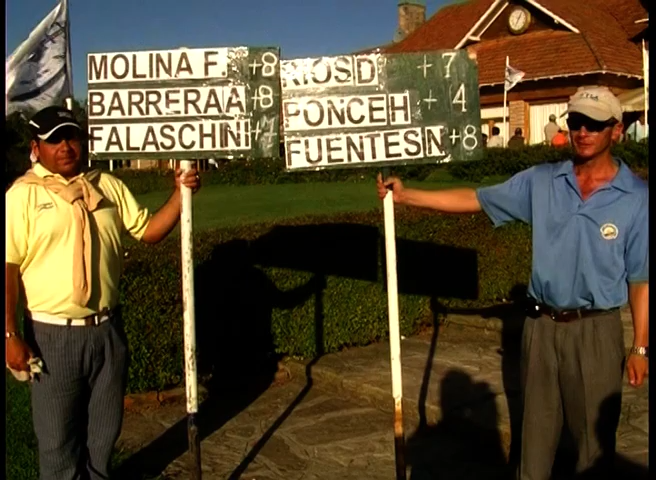 MOLINA F. +8
BARRERA A +8
FALASCHINI +7
RIOS D +7
PONCE H +4
FUENTES N +8